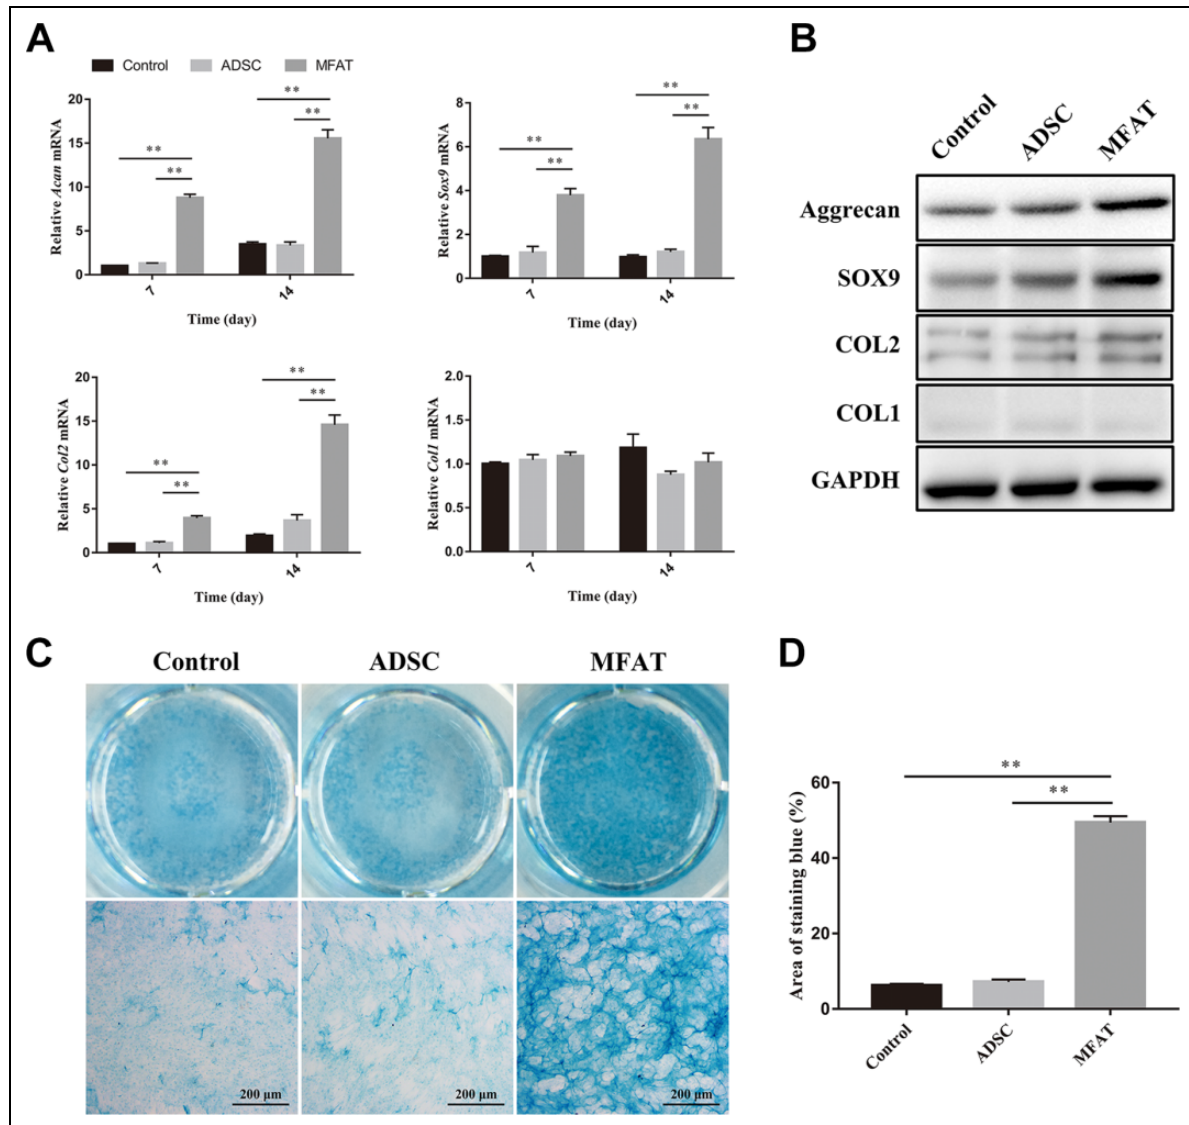 A
Control ADSC MFAT
Relative Acan mRNA
20
15
10
5
0
**
**
**
**
7
14
Time (day)
Relative Sox9 mRNA
8
6
4
2
0
**
**
**
**
7
14
Time (day)
Relative Col2 mRNA
20
15
10
5
0
**
**
**
**
7
14
Time (day)
Relative Col1 mRNA
2.0
1.5
1.0
0.5
0.0
7
14
Time (day)
B
Control ADSC MFAT
Aggrecan
SOX9
COL2
COL1
GAPDH
C
Control ADSC MFAT
200 μm 200 μm 200 μm
D
Area of staining blue (%)
60
40
20
0
**
**
Control ADSC MFAT